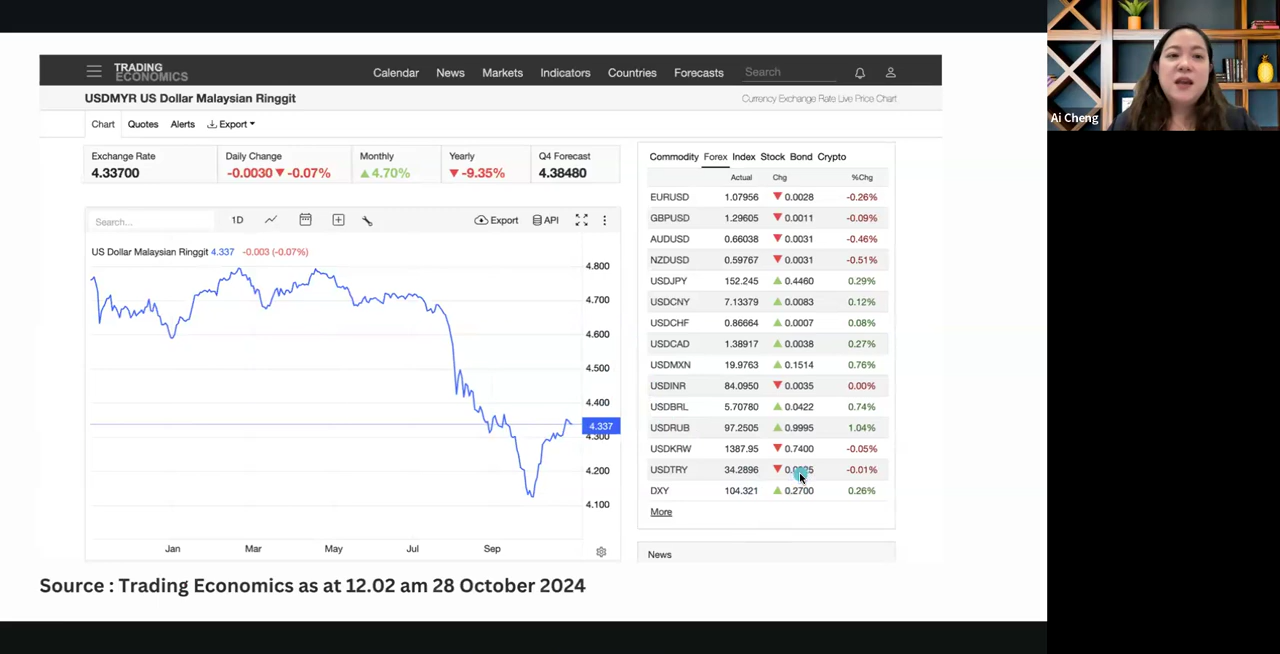 TRADING
ECONOMICS
Calendar News Markets Indicators Countries Forecasts Search
USDMYR US Dollar Malaysian Ringgit
Currency Exchange Rate Live Price Chart
Chart Quotes Alerts Export
Exchange Rate
4.33700
Daily Change
-0.0030 ▼ -0.07%
Monthly
▲ 4.70%
Yearly
▼ -9.35%
Q4 Forecast
4.38480
Search...
1D
Export
API
US Dollar Malaysian Ringgit 4.337 -0.003 (-0.07%)
4.800
4.700
4.600
4.500
4.400
4.337
4.300
4.200
4.100
Jan Mar May Jul Sep
Commodity Forex Index Stock Bond Crypto
Actual Chg %Chg
EURUSD 1.07956 ▼ 0.0028 -0.26%
GBPUSD 1.29605 ▼ 0.0011 -0.09%
AUDUSD 0.66038 ▼ 0.0031 -0.46%
NZDUSD 0.59767 ▼ 0.0031 -0.51%
USDJPY 152.245 ▲ 0.4460 0.29%
USDCNY 7.13379 ▲ 0.0083 0.12%
USDCHF 0.86664 ▲ 0.0007 0.08%
USDCAD 1.38917 ▲ 0.0038 0.27%
USDMXN 19.9763 ▲ 0.1514 0.76%
USDINR 84.0950 ▼ 0.0035 0.00%
USDBRL 5.70780 ▲ 0.0422 0.74%
USDRUB 97.2505 ▲ 0.9995 1.04%
USDKRW 1387.95 ▼ 0.7400 -0.05%
USDTRY 34.2896 ▼ -0.01%
DXY 104.321 ▲ 0.2700 0.26%
More
News
Source : Trading Economics as at 12.02 am 28 October 2024
Ai Cheng